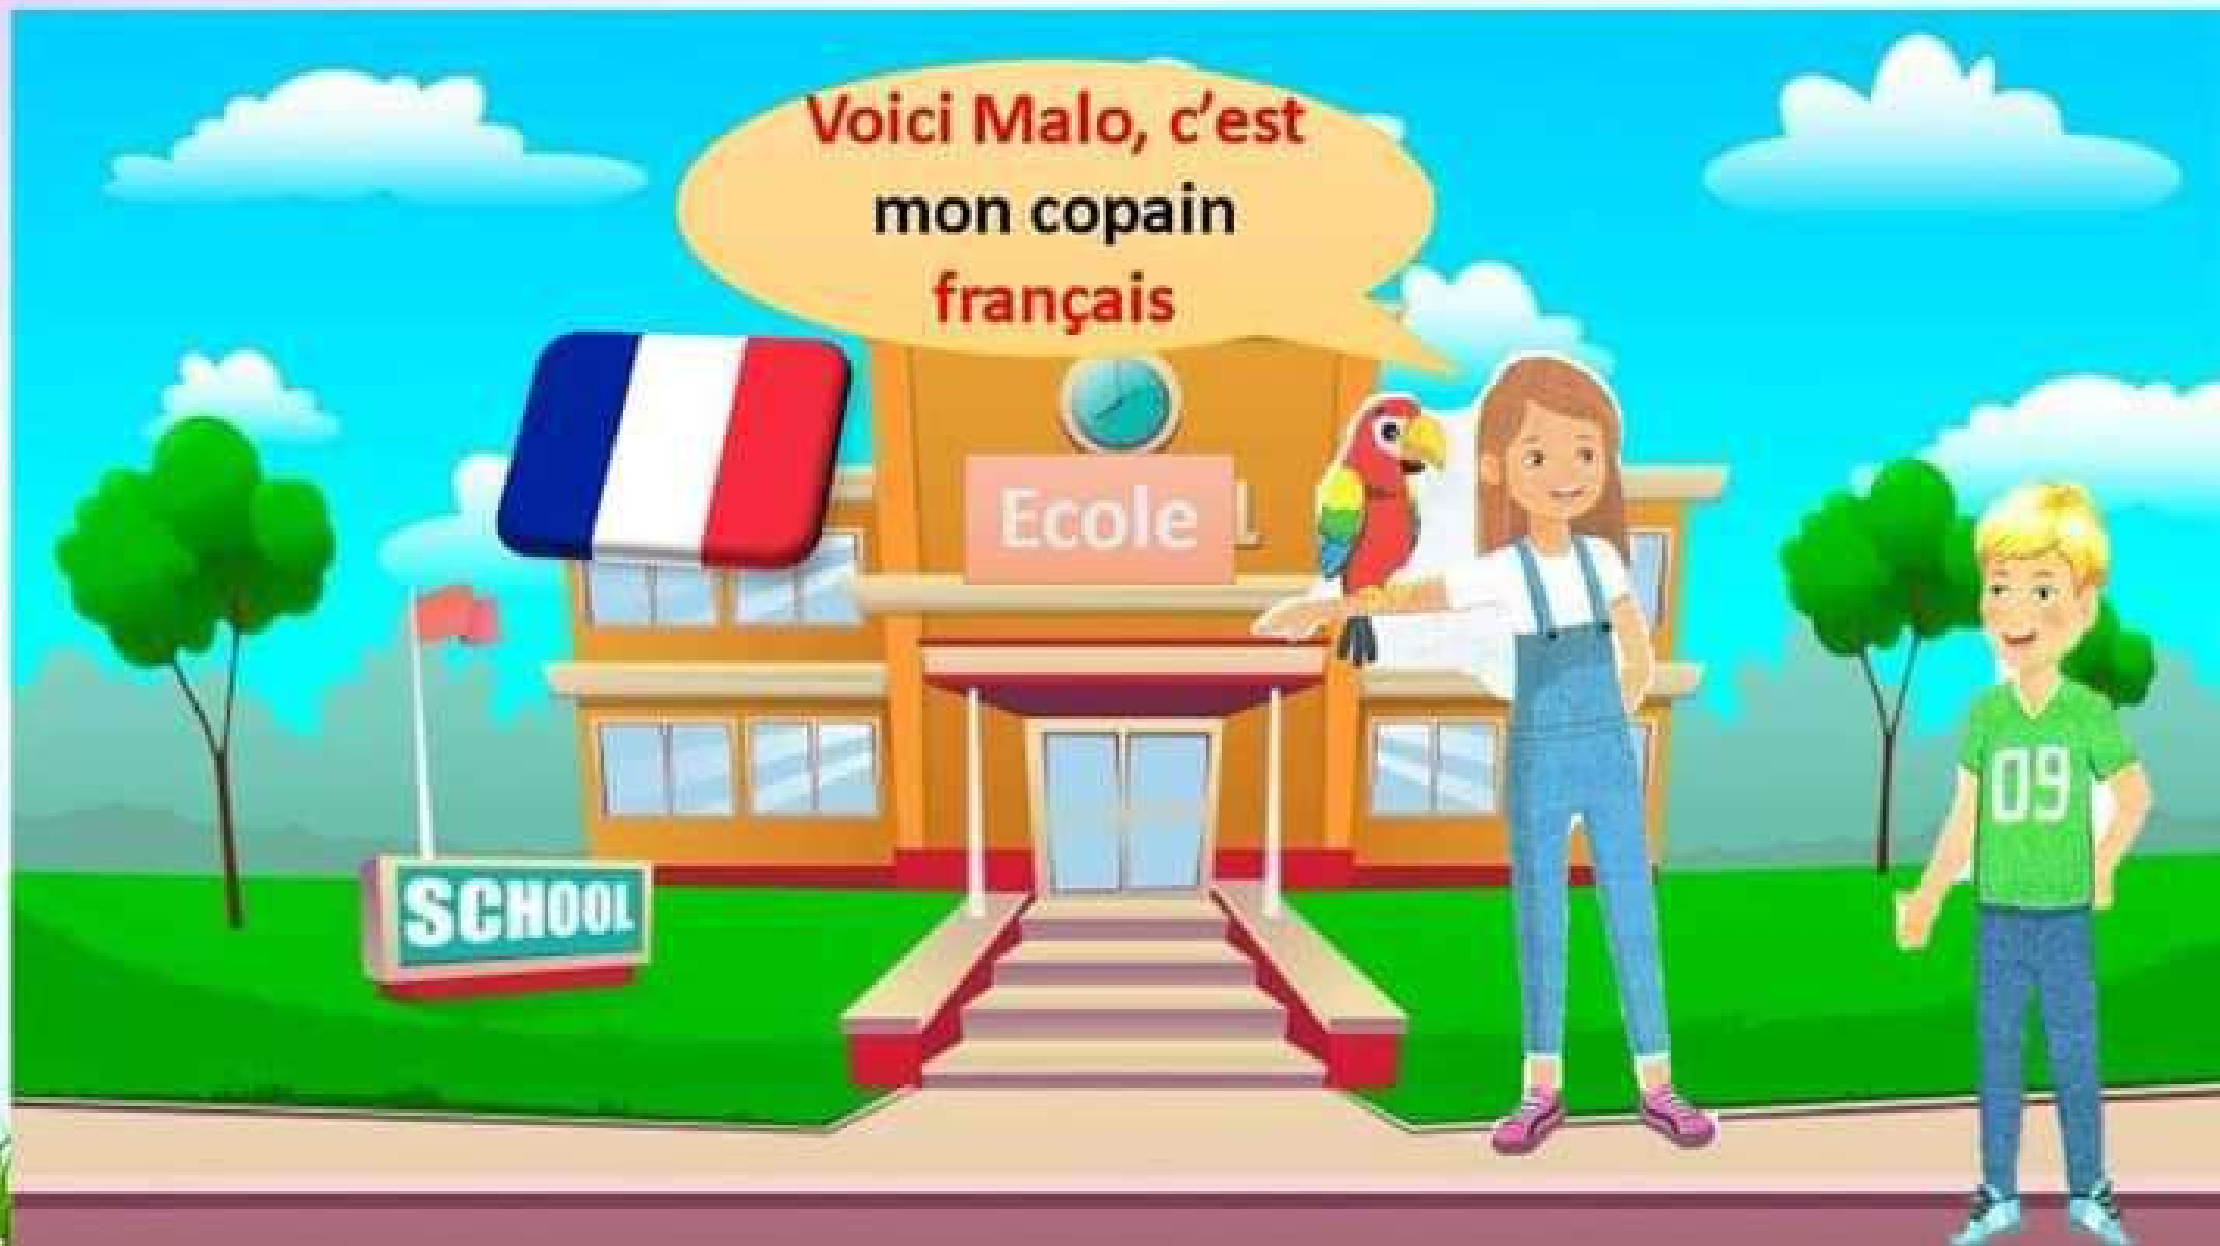 Voici Malo, c'est
mon copain
français
Ecole
SCHOOL
09